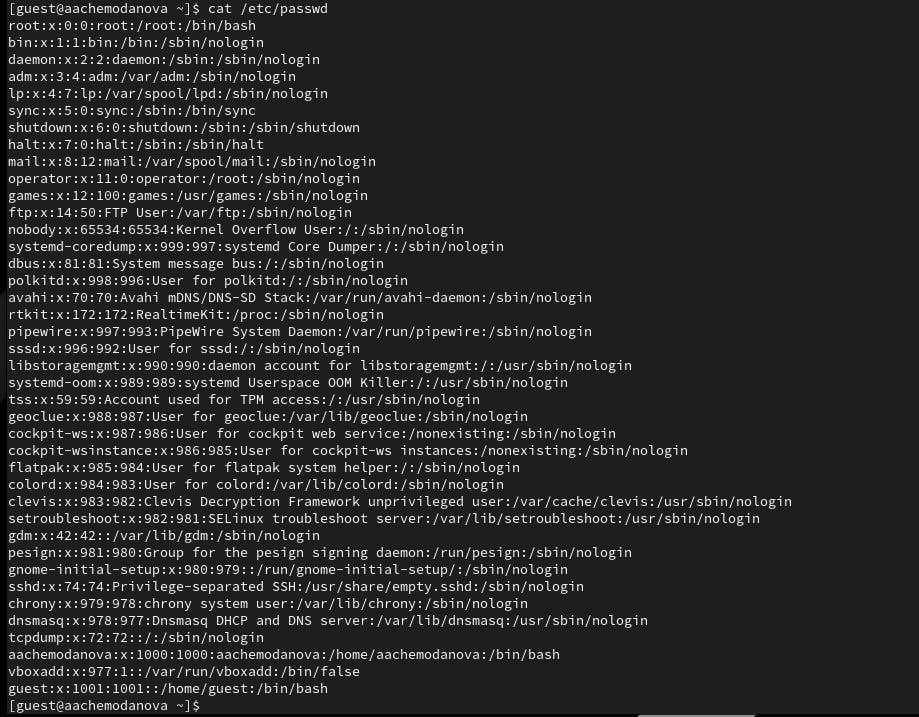 [guest@aachemodanova ~]$ cat /etc/passwd
root:x:0:0:root:/root:/bin/bash
bin:x:1:1:bin:/bin:/sbin/nologin
daemon:x:2:2:daemon:/sbin:/sbin/nologin
adm:x:3:4:adm:/var/adm:/sbin/nologin
lp:x:4:7:lp:/var/spool/lpd:/sbin/nologin
sync:x:5:0:sync:/sbin:/bin/sync
shutdown:x:6:0:shutdown:/sbin:/sbin/shutdown
halt:x:7:0:halt:/sbin:/sbin/halt
mail:x:8:12:mail:/var/spool/mail:/sbin/nologin
operator:x:11:0:operator:/root:/sbin/nologin
games:x:12:100:games:/usr/games:/sbin/nologin
ftp:x:14:50:FTP User:/var/ftp:/sbin/nologin
nobody:x:65534:65534:Kernel Overflow User:/:/sbin/nologin
systemd-coredump:x:999:997:systemd Core Dumper:/:/sbin/nologin
dbus:x:81:81:System message bus:/:/sbin/nologin
polkitd:x:998:996:User for polkitd:/:/sbin/nologin
avahi:x:70:70:Avahi mDNS/DNS-SD Stack:/var/run/avahi-daemon:/sbin/nologin
rtkit:x:172:172:RealtimeKit:/proc:/sbin/nologin
pipewire:x:997:993:PipeWire System Daemon:/var/run/pipewire:/sbin/nologin
sssd:x:996:992:User for sssd:/:/sbin/nologin
libstoragemgmt:x:990:990:daemon account for libstoragemgmt:/:/usr/sbin/nologin
systemd-oom:x:989:989:systemd Userspace OOM Killer:/:/usr/sbin/nologin
tss:x:59:59:Account used for TPM access:/:/usr/sbin/nologin
geoclue:x:988:987:User for geoclue:/var/lib/geoclue:/sbin/nologin
cockpit-ws:x:987:986:User for cockpit web service:/nonexisting:/sbin/nologin
cockpit-wsinstance:x:986:985:User for cockpit-ws instances:/nonexisting:/sbin/nologin
flatpak:x:985:984:User for flatpak system helper:/:/sbin/nologin
colord:x:984:983:User for colord:/var/lib/colord:/sbin/nologin
clevis:x:983:982:Clevis Decryption Framework unprivileged user:/var/cache/clevis:/usr/sbin/nologin
setroubleshoot:x:982:981:SELinux troubleshoot server:/var/lib/setroubleshoot:/usr/sbin/nologin
gdm:x:42:42::/var/lib/gdm:/sbin/nologin
pesign:x:981:980:Group for the pesign signing daemon:/run/pesign:/sbin/nologin
gnome-initial-setup:x:980:979::/run/gnome-initial-setup/:/sbin/nologin
sshd:x:74:74:Privilege-separated SSH:/usr/share/empty.sshd:/sbin/nologin
chrony:x:979:978:chrony system user:/var/lib/chrony:/sbin/nologin
dnsmasq:x:978:977:Dnsmasq DHCP and DNS server:/var/lib/dnsmasq:/usr/sbin/nologin
tcpdump:x:72:72::/:/sbin/nologin
aachemodanova:x:1000:1000:aachemodanova:/home/aachemodanova:/bin/bash
vboxadd:x:977:1::/var/run/vboxadd:/bin/false
guest:x:1001:1001::/home/guest:/bin/bash
[guest@aachemodanova ~]$